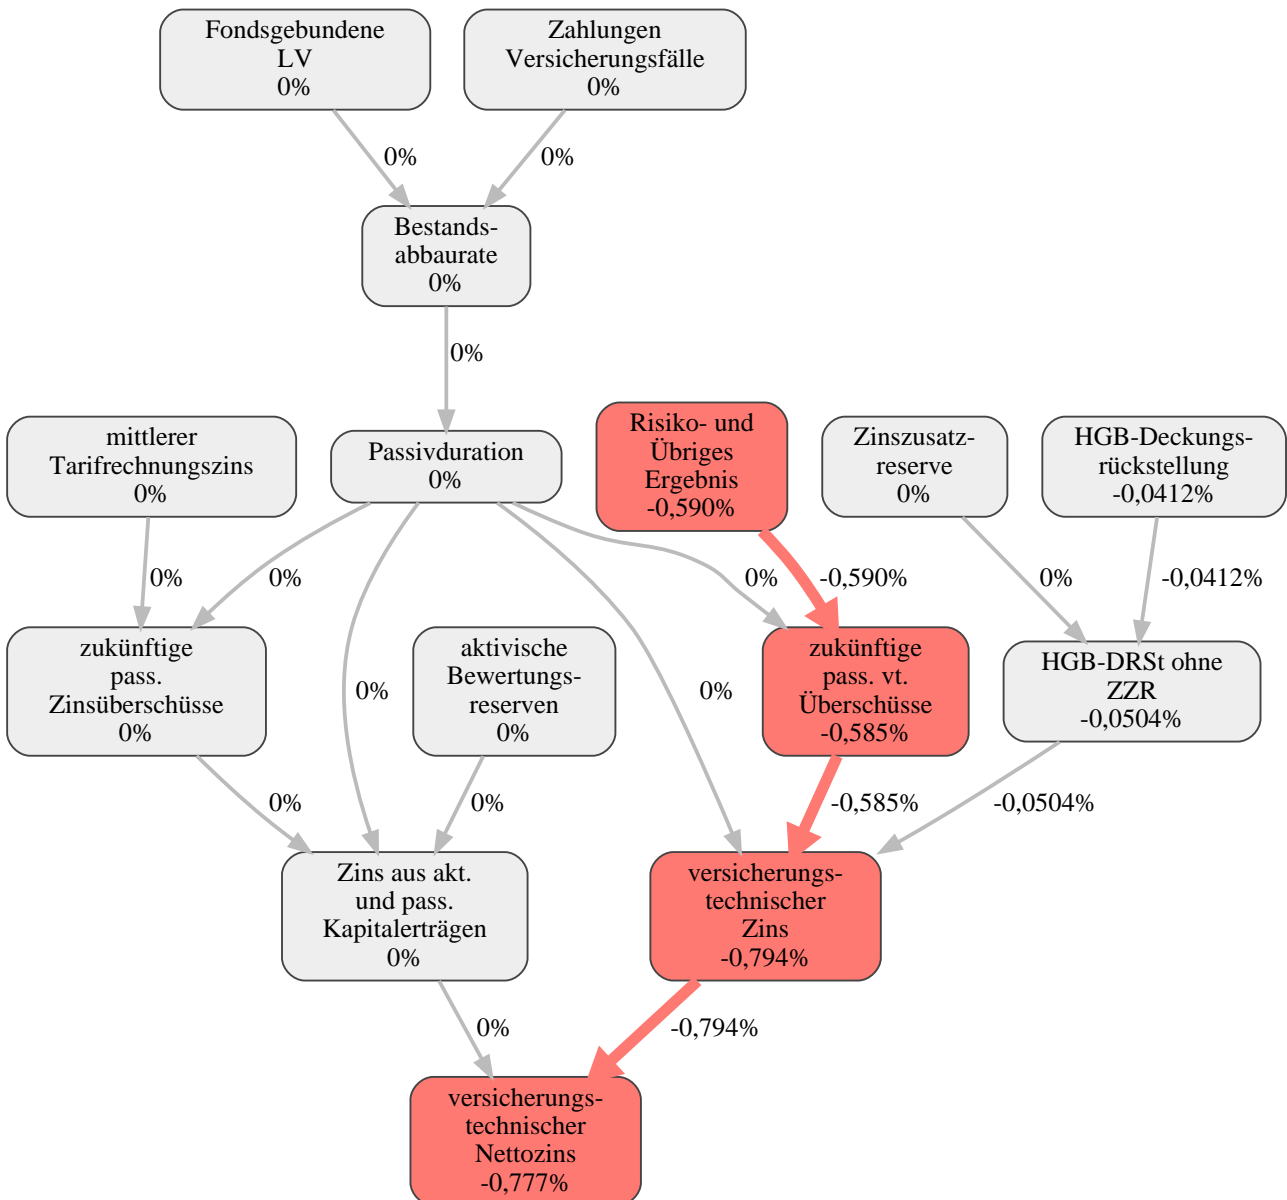 Fondsgebundene
LV
0%
Zahlungen
Versicherungsfälle
0%
0%
0%
Bestands-
abbaurate
0%
0%
mittlerer
Tarifrechnungszins
0%
Passivduration
0%
Risiko- und
Übriges
Ergebnis
-0,590%
Zinszusatz-
reserve
0%
HGB-Deckungs-
rückstellung
-0,0412%
0%
0%
0%
-0,590%
0%
-0,0412%
zukünftige
pass.
Zinsüberschüsse
0%
0%
aktivische
Bewertungs-
reserven
0%
0%
zukünftige
pass. vt.
Überschüsse
-0,585%
HGB-DRSt ohne
ZZR
-0,0504%
0%
0%
-0,585%
-0,0504%
Zins aus akt.
und pass.
Kapitalerträgen
0%
versicherungs-
technischer
Zins
-0,794%
0%
-0,794%
versicherungs-
technischer
Nettozins
-0,777%